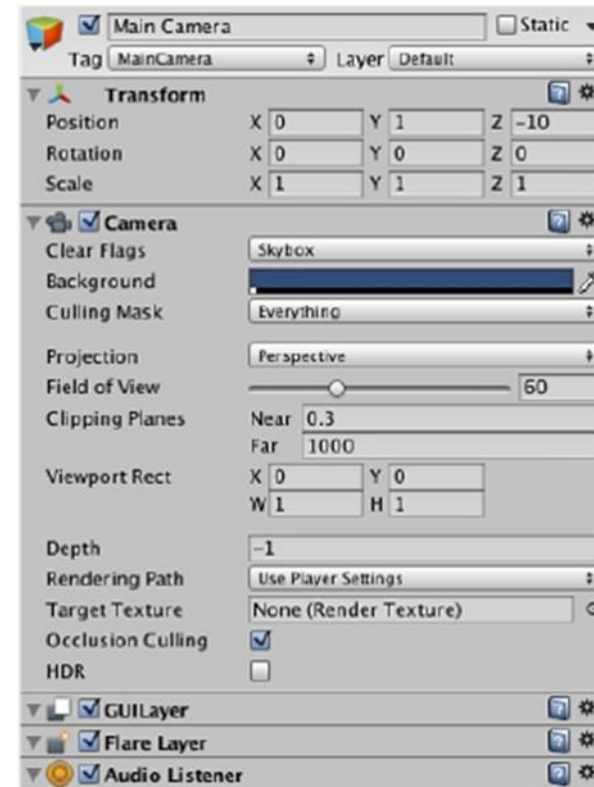 Main Camera Static
Tag MainCamera Layer Default
Transform
Position X 0 Y 1 Z -10
Rotation X 0 Y 0 Z 0
Scale X 1 Y 1 Z 1
Camera
Clear Flags Skybox
Background
Culling Mask Everything
Projection Perspective
Field of View 60
Clipping Planes Near 0.3
Far 1000
Viewport Rect X 0 Y 0
W 1 H 1
Depth -1
Rendering Path Use Player Settings
Target Texture None (Render Texture)
Occlusion Culling
HDR
GUILayer
Flare Layer
Audio Listener